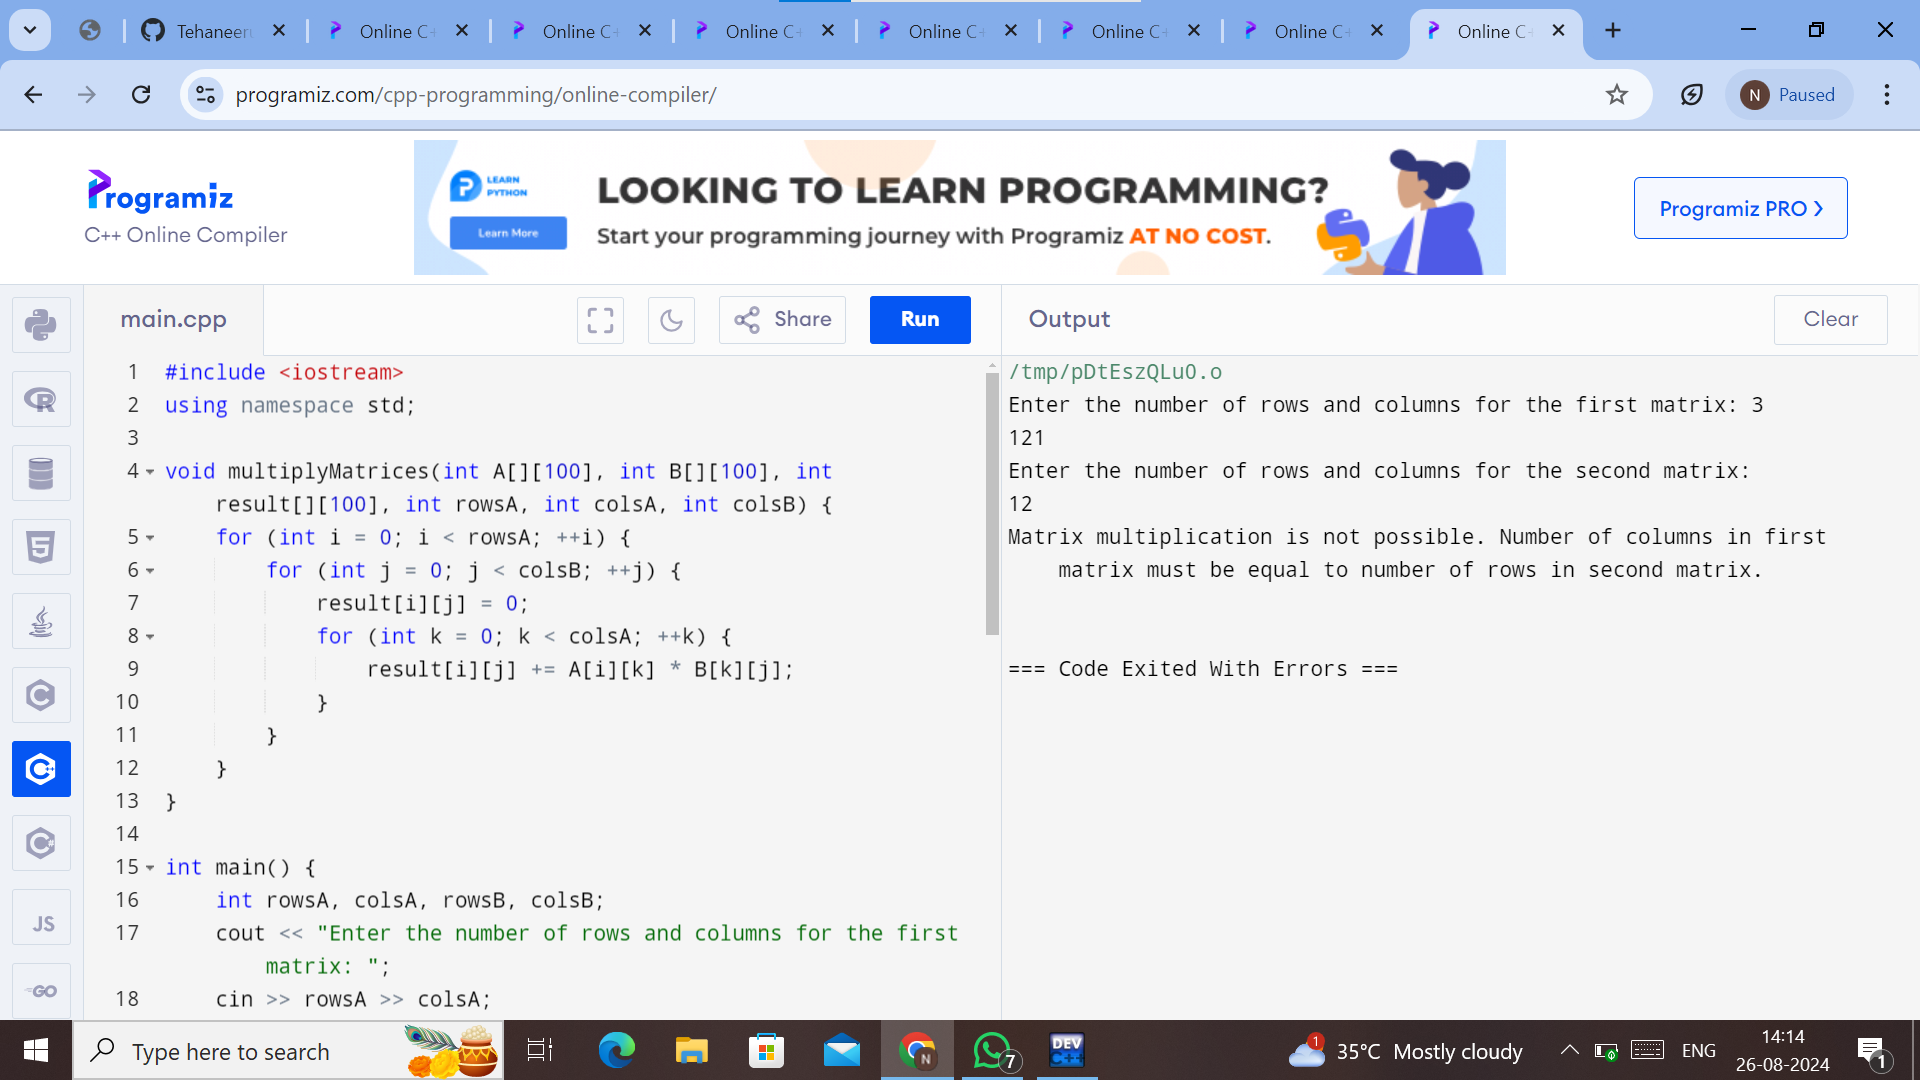 Tehaneer
Online C
Online C
Online C
Online C
Online C
Online C
Online C
programiz.com/cpp-programming/online-compiler/
N
Paused
Programiz
C++ Online Compiler
LEARN
PYTHON
Learn More
LOOKING TO LEARN PROGRAMMING?
Start your programming journey with Programiz AT NO COST.
Programiz PRO
main.cpp
Share
Run
Output
Clear
1 #include <iostream>
2 using namespace std;
3
4 void multiplyMatrices(int A[][100], int B[][100], int
result[][100], int rowsA, int colsA, int colsB) {
5 for (int i = 0; i < rowsA; ++i) {
6 for (int j = 0; j < colsB; ++j) {
7 result[i][j] = 0;
8 for (int k = 0; k < colsA; ++k) {
9 result[i][j] += A[i][k] * B[k][j];
10 }
11 }
12 }
13 }
14
15 int main() {
16 int rowsA, colsA, rowsB, colsB;
17 cout << "Enter the number of rows and columns for the first
matrix: ";
18 cin >> rowsA >> colsA;
/tmp/pDtEszQLuO.o
Enter the number of rows and columns for the first matrix: 3
121
Enter the number of rows and columns for the second matrix:
12
Matrix multiplication is not possible. Number of columns in first
matrix must be equal to number of rows in second matrix.
=== Code Exited With Errors ===
R
5
C
C++
C#
JS
GO
Type here to search
N
7
DEV
C++
1
35°C Mostly cloudy
ENG
14:14
26-08-2024
1